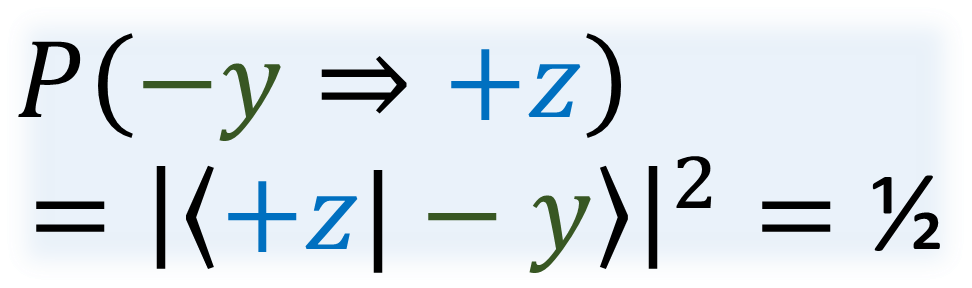 P(−y ⇒ +z)
= |⟨+z| − y⟩|² = ½